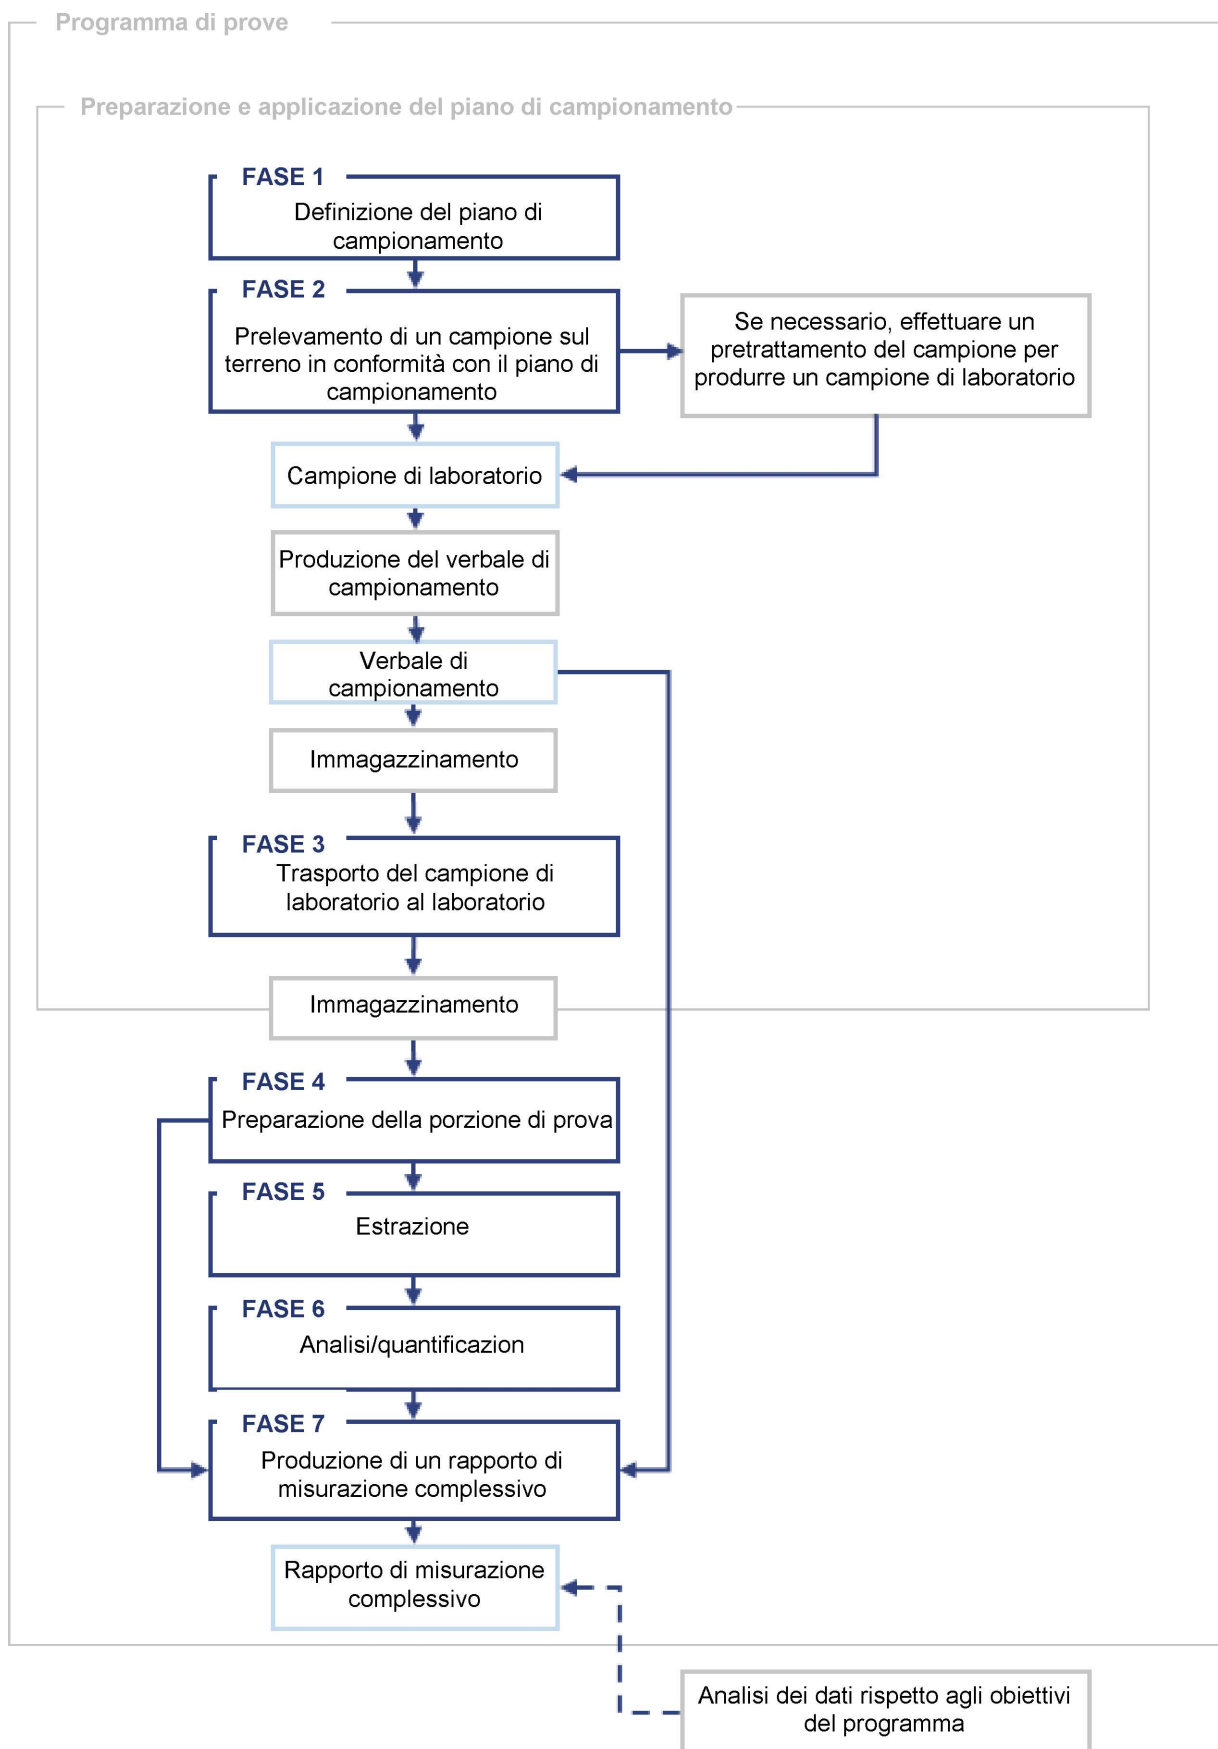 Programma di prove
Preparazione e applicazione del piano di campionamento
FASE 1
Definizione del piano di
campionamento
FASE 2
Prelevamento di un campione sul
terreno in conformità con il piano di
campionamento
Se necessario, effettuare un
pretrattamento del campione per
produrre un campione di laboratorio
Campione di laboratorio
Produzione del verbale di
campionamento
Verbale di
campionamento
Immagazzinamento
FASE 3
Trasporto del campione di
laboratorio al laboratorio
Immagazzinamento
FASE 4
Preparazione della porzione di prova
FASE 5
Estrazione
FASE 6
Analisi/quantificazion
FASE 7
Produzione di un rapporto di
misurazione complessivo
Rapporto di misurazione
complessivo
Analisi dei dati rispetto agli obiettivi
del programma